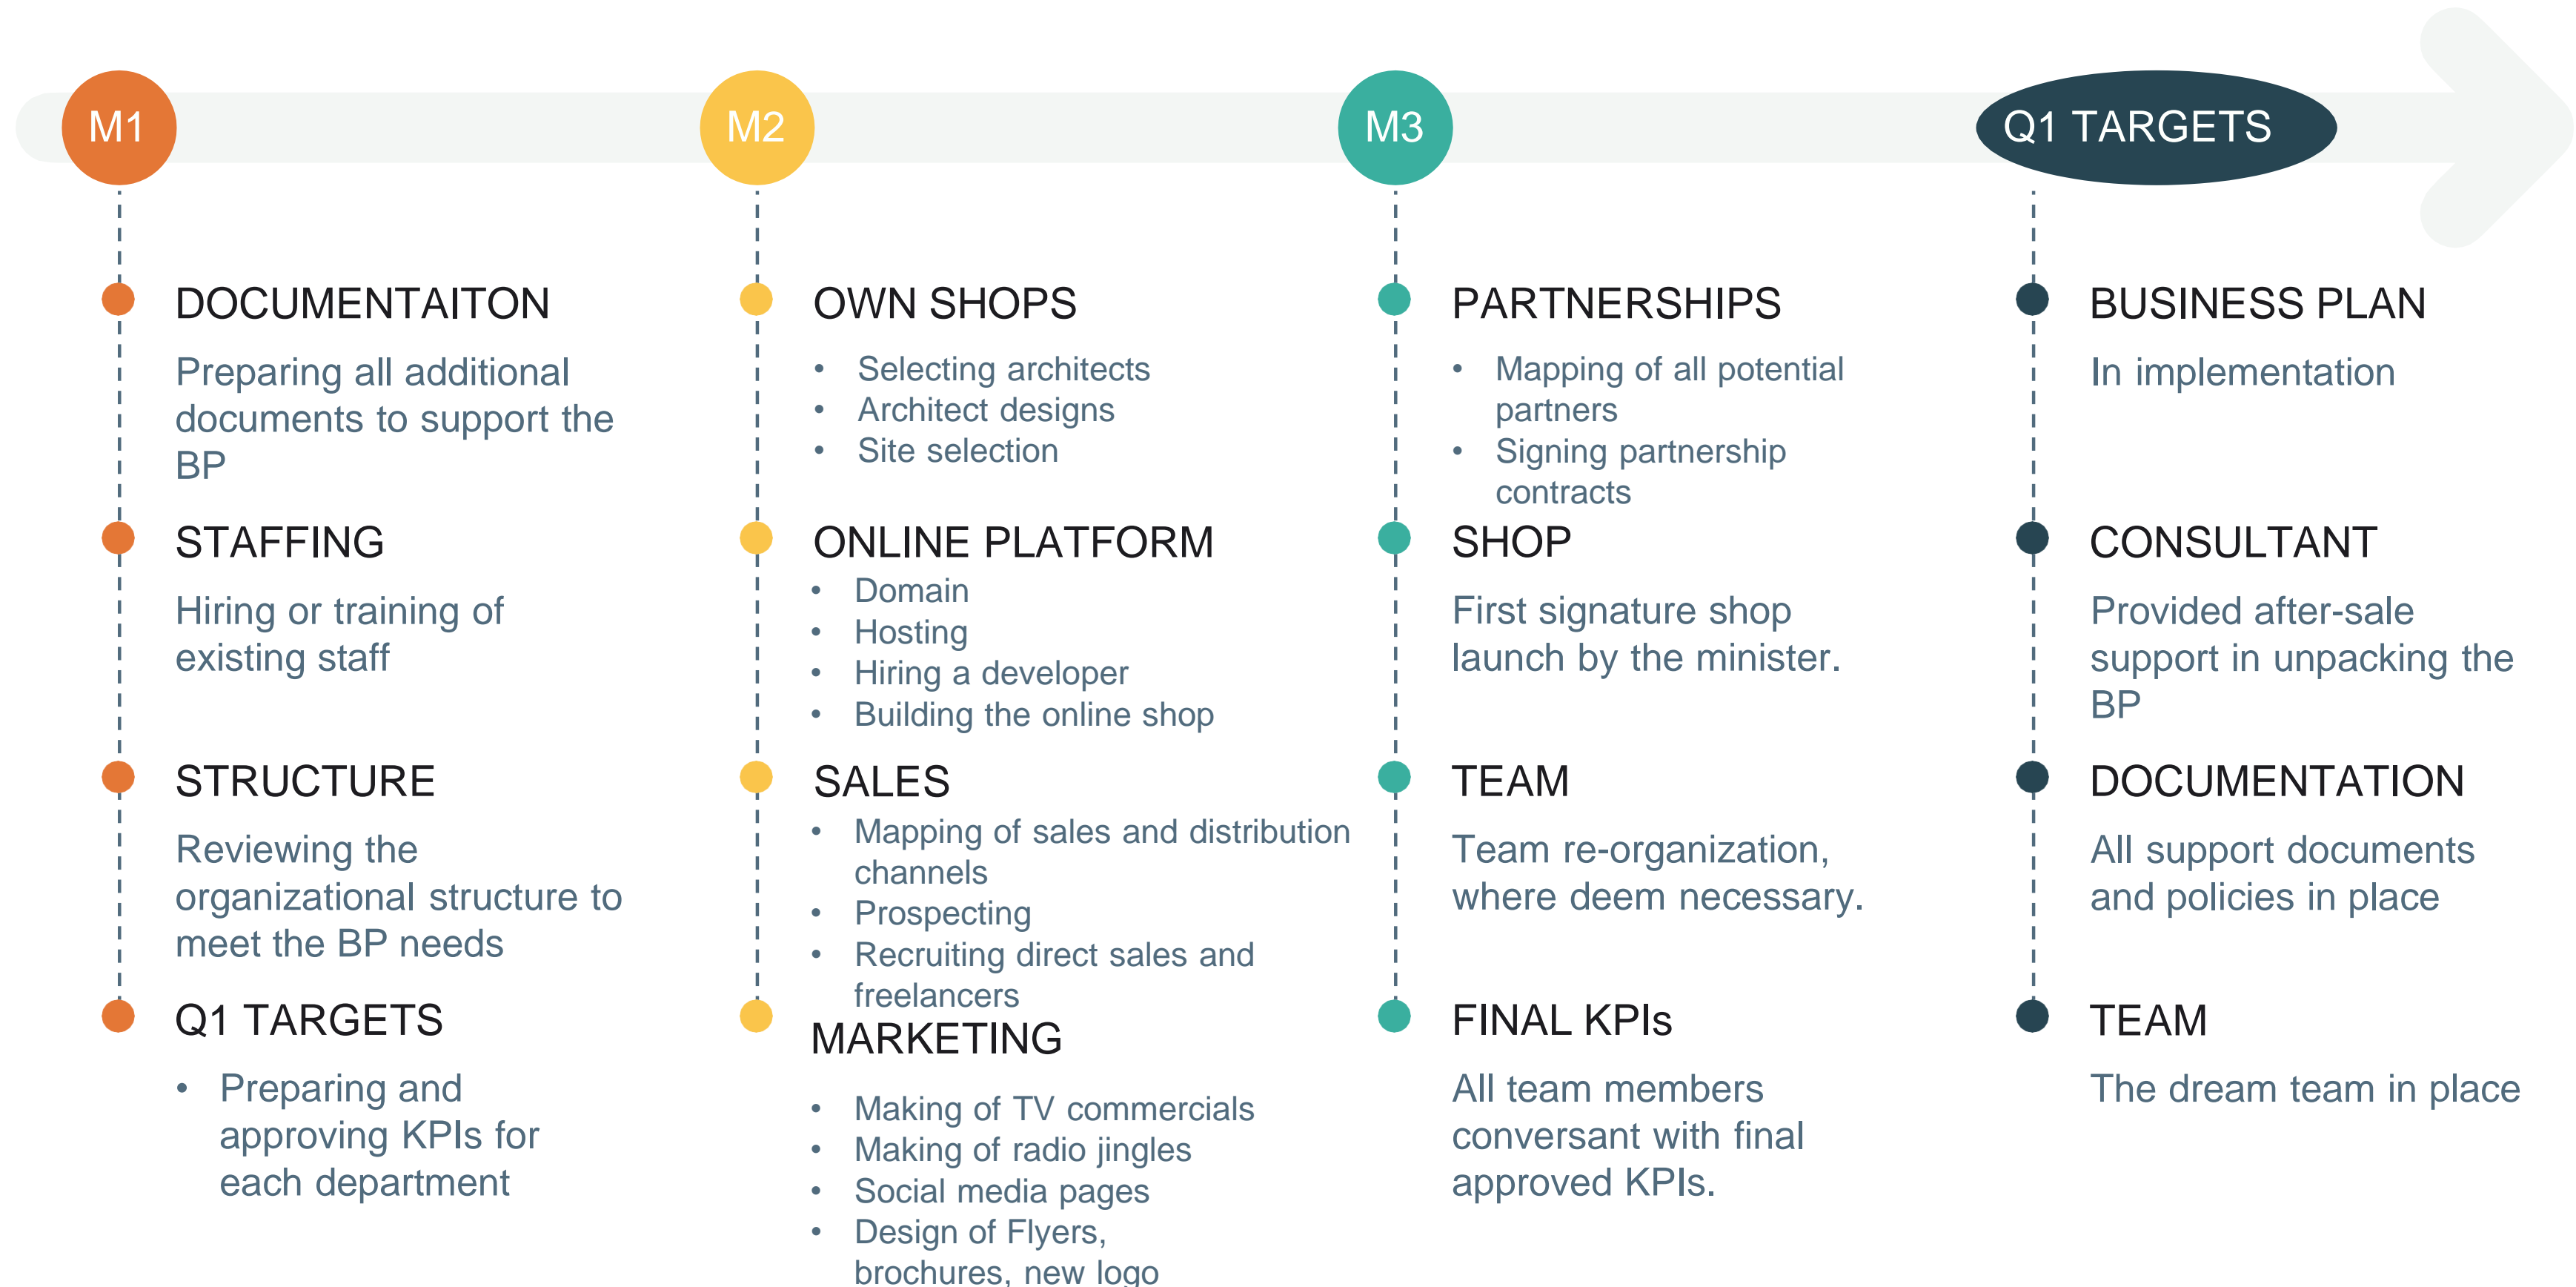 M1
M2
M3
Q1 TARGETS
DOCUMENTAITON
Preparing all additional
documents to support the
BP
STAFFING
Hiring or training of
existing staff
STRUCTURE
Reviewing the
organizational structure to
meet the BP needs
Q1 TARGETS
• Preparing and
approving KPIs for
each department
OWN SHOPS
• Selecting architects
• Architect designs
• Site selection
ONLINE PLATFORM
• Domain
• Hosting
• Hiring a developer
• Building the online shop
SALES
• Mapping of sales and distribution
channels
• Prospecting
• Recruiting direct sales and
freelancers
MARKETING
• Making of TV commercials
• Making of radio jingles
• Social media pages
• Design of Flyers,
brochures, new logo
PARTNERSHIPS
• Mapping of all potential
partners
• Signing partnership
contracts
SHOP
First signature shop
launch by the minister.
TEAM
Team re-organization,
where deem necessary.
FINAL KPIs
All team members
conversant with final
approved KPIs.
BUSINESS PLAN
In implementation
CONSULTANT
Provided after-sale
support in unpacking the
BP
DOCUMENTATION
All support documents
and policies in place
TEAM
The dream team in place